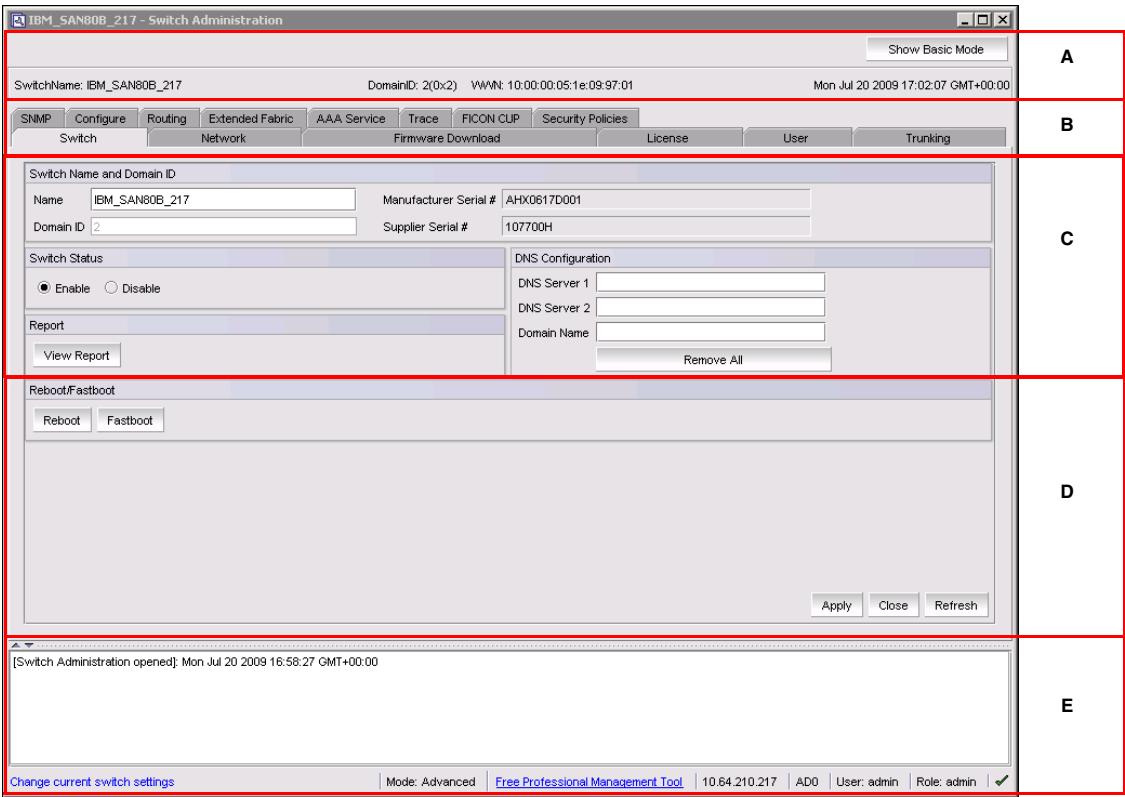 IBM_SAN80B_217 - Switch Administration
Show Basic Mode
A
SwitchName: IBM_SAN80B_217 DomainID: 2(0x2) WWN: 10:00:00:05:1e:09:97:01 Mon Jul 20 2009 17:02:07 GMT+00:00
SNMP Configure Routing Extended Fabric AAA Service Trace FICON CUP Security Policies
B
Switch Network Firmware Download License User Trunking
Switch Name and Domain ID
Name IBM_SAN80B_217 Manufacturer Serial # AHX0617D001
Domain ID 2 Supplier Serial # 107700H
C
Switch Status
Enable Disable
DNS Configuration
DNS Server 1
DNS Server 2
Domain Name
Remove All
Report
View Report
Reboot/Fastboot
Reboot Fastboot
D
Apply Close Refresh
[Switch Administration opened]: Mon Jul 20 2009 16:58:27 GMT+00:00
E
Change current switch settings Mode: Advanced Free Professional Management Tool 10.64.210.217 AD0 User: admin Role: admin